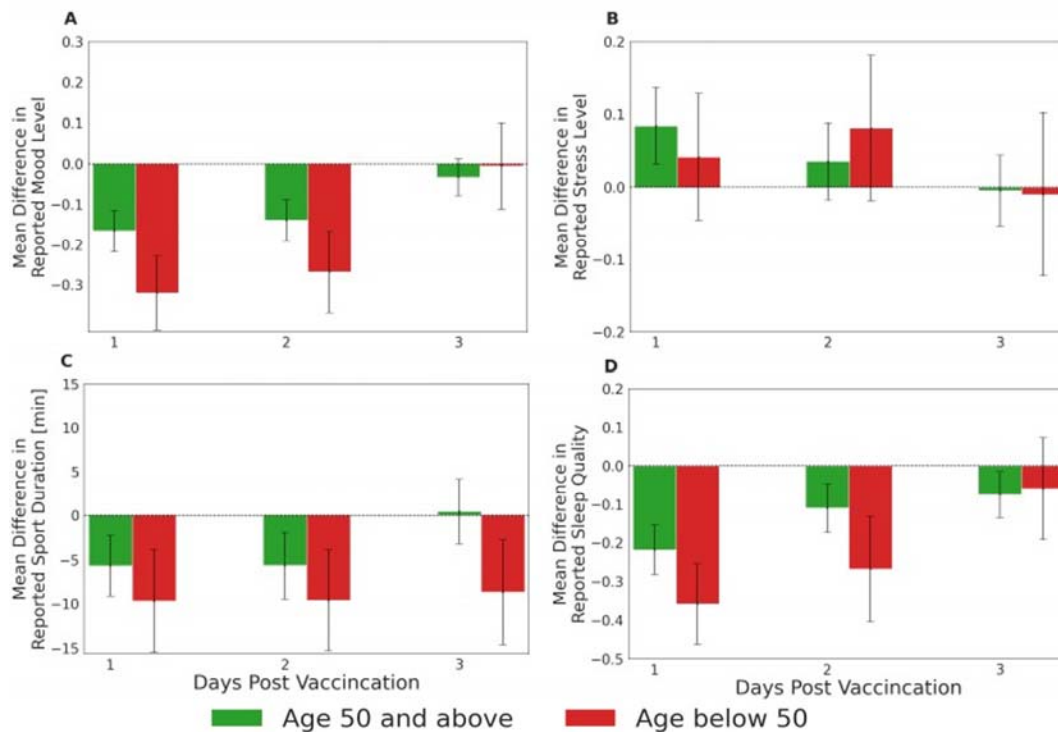 A
Mean Difference in
Reported Mood Level
0.3
0.2
0.1
0.0
−0.1
−0.2
−0.3
1
2
3
B
Mean Difference in
Reported Stress Level
0.2
0.1
0.0
−0.1
−0.2
1
2
3
C
Mean Difference in
Reported Sport Duration [min]
15
10
5
0
−5
−10
−15
1
2
3
Days Post Vaccincation
D
Mean Difference in
Reported Sleep Quality
0.2
0.1
0.0
−0.1
−0.2
−0.3
−0.4
−0.5
1
2
3
Days Post Vaccincation
Age 50 and above
Age below 50